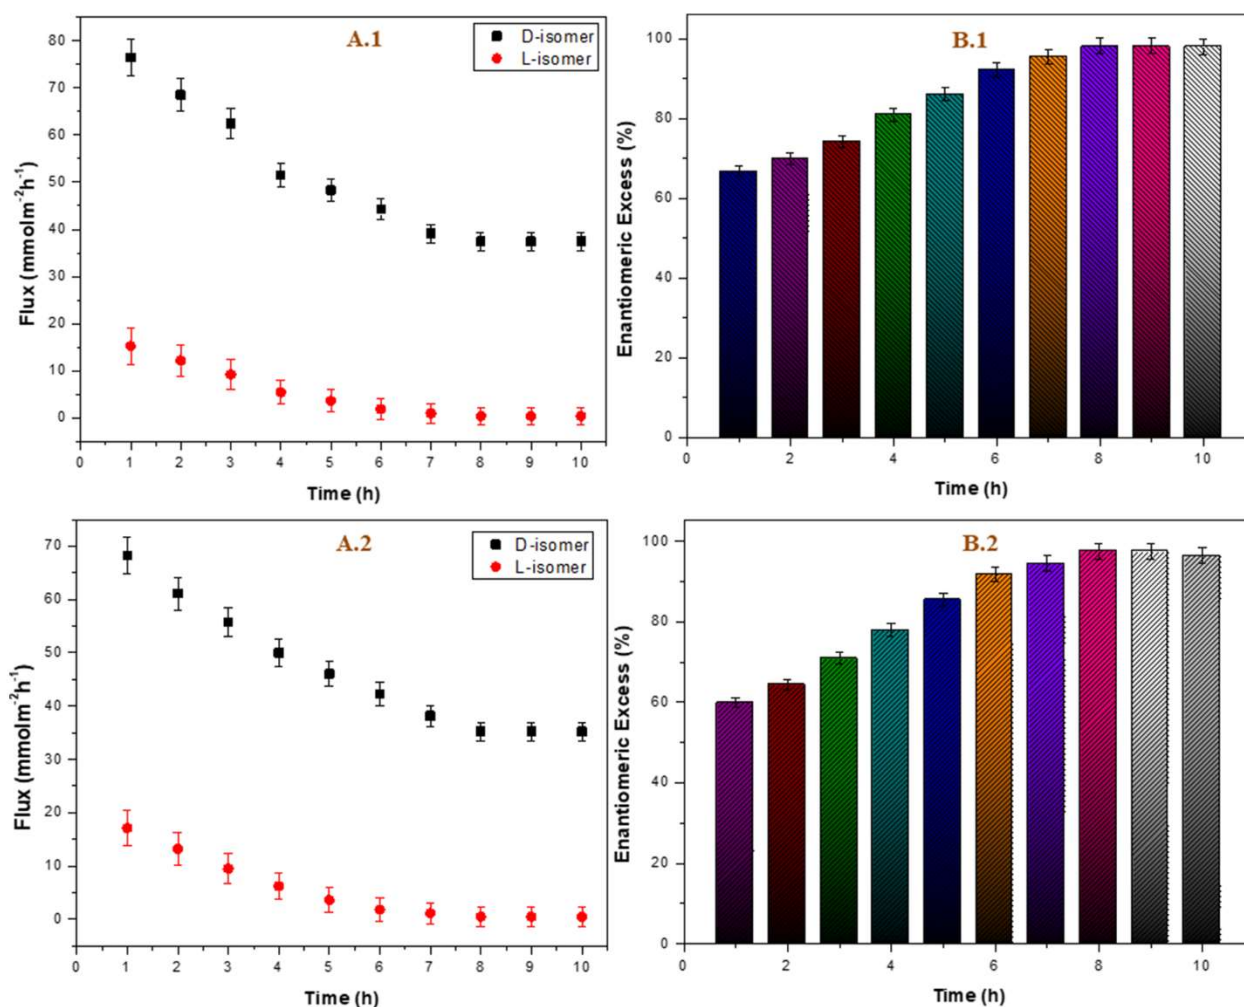 A.1
D-isomer
L-isomer
Flux (mmolm⁻²h⁻¹)
80
70
60
50
40
30
20
10
0
0 1 2 3 4 5 6 7 8 9 10
Time (h)
B.1
Enantiomeric Excess (%)
100
80
60
40
20
0
0 2 4 6 8 10
Time (h)
A.2
D-isomer
L-isomer
Flux (mmolm⁻²h⁻¹)
70
60
50
40
30
20
10
0
0 1 2 3 4 5 6 7 8 9 10
Time (h)
B.2
Enantiomeric Excess (%)
100
80
60
40
20
0
0 2 4 6 8 10
Time (h)